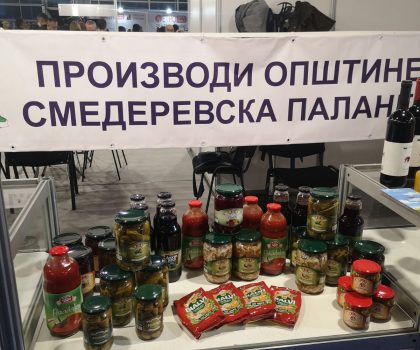 ПРОИЗВОДИ ОПШТИНЕ
СМЕДЕРЕВСКА ПАЛАН